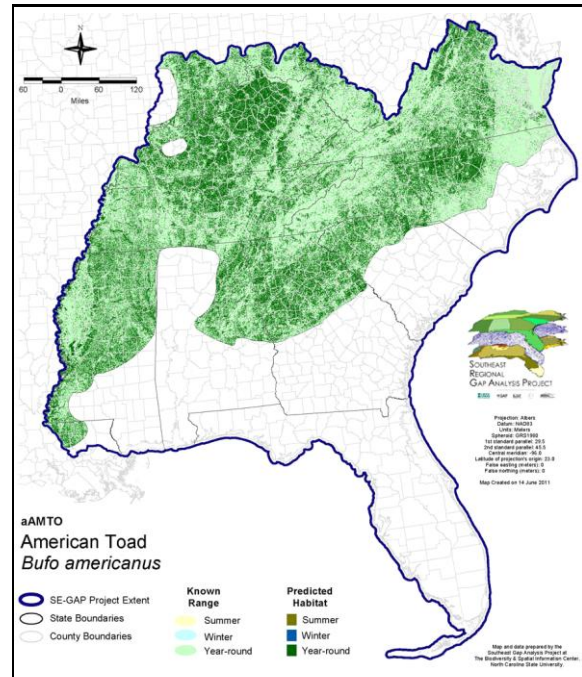 N
60 0 60 120
Miles
SOUTHEAST
REGIONAL
GAP ANALYSIS PROJECT
Projection: Albers
Datum: NAD83
Units: Meters
Spheroid: GRS1980
1st standard parallel: 29.5
2nd standard parallel: 45.5
Central meridian: -96.0
Latitude of projection's origin: 23.0
False easting (meters): 0
False northing (meters): 0
Map Created on 14 June 2011
aAMTO
American Toad
Bufo americanus
SE-GAP Project Extent
State Boundaries
County Boundaries
Known
Range
Summer
Winter
Year-round
Predicted
Habitat
Summer
Winter
Year-round
Map and data prepared by the
Southeast Gap Analysis Project at
The Biodiversity & Spatial Information Center,
North Carolina State University.